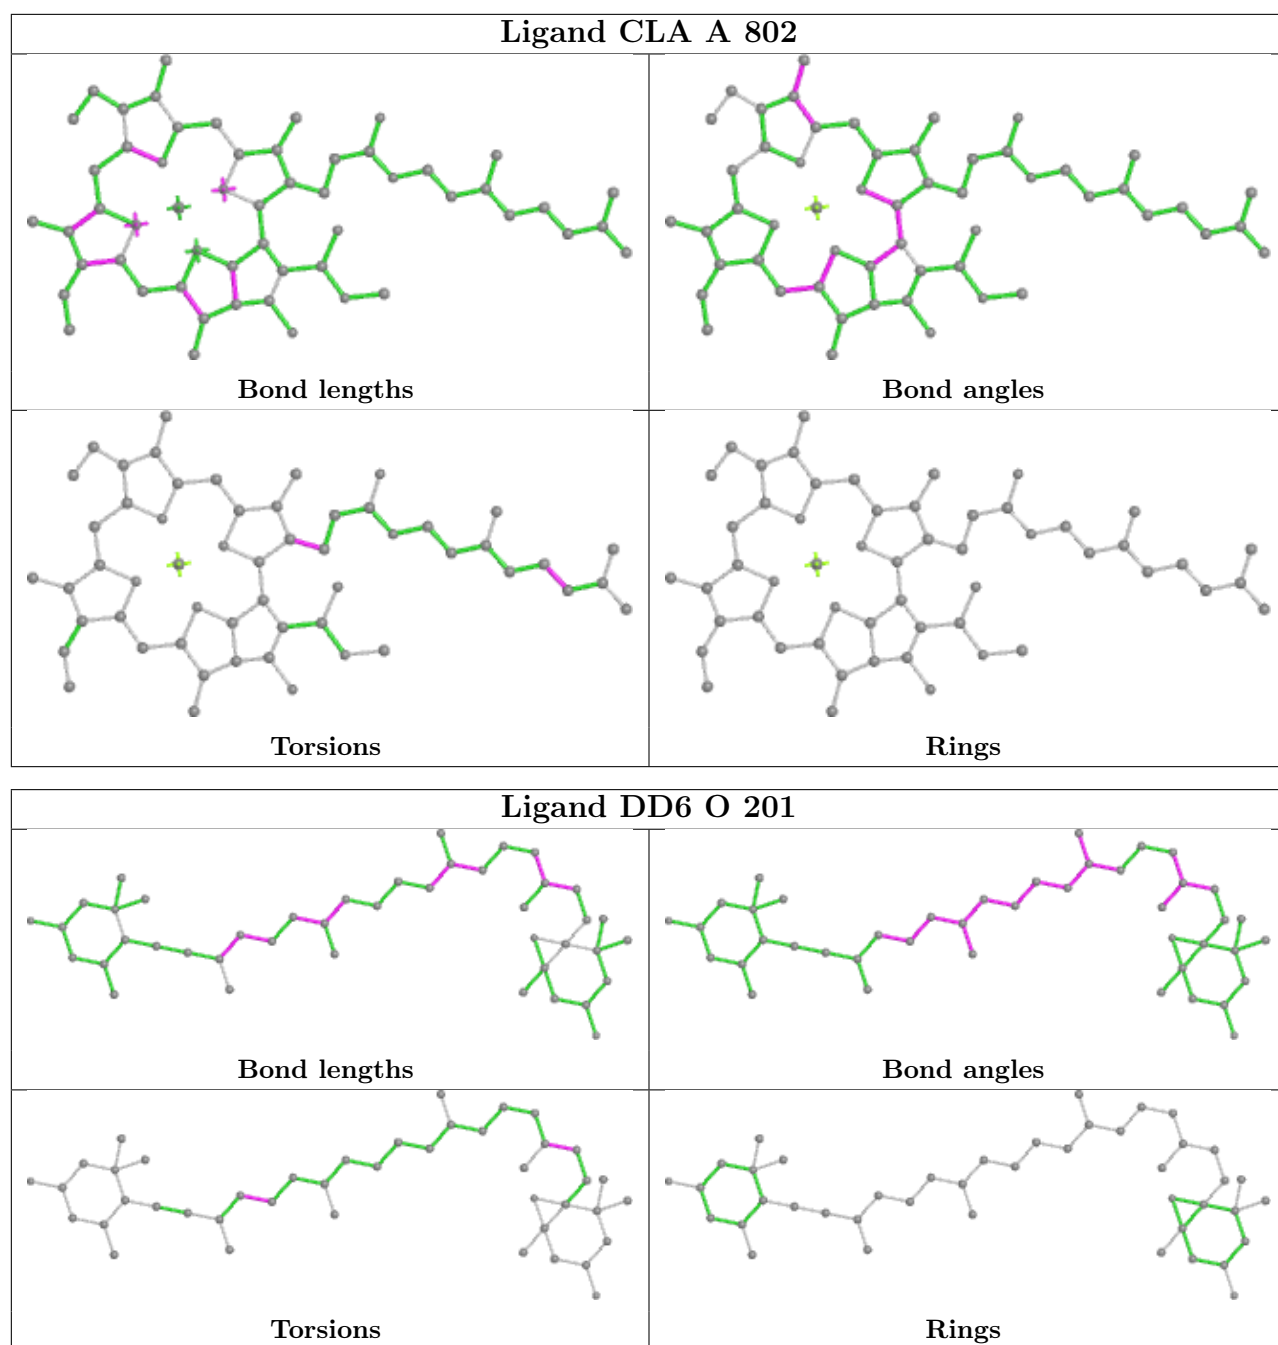 Ligand CLA A 802
Bond lengths
Bond angles
Torsions
Rings
Ligand DD6 O 201
Bond lengths
Bond angles
Torsions
Rings